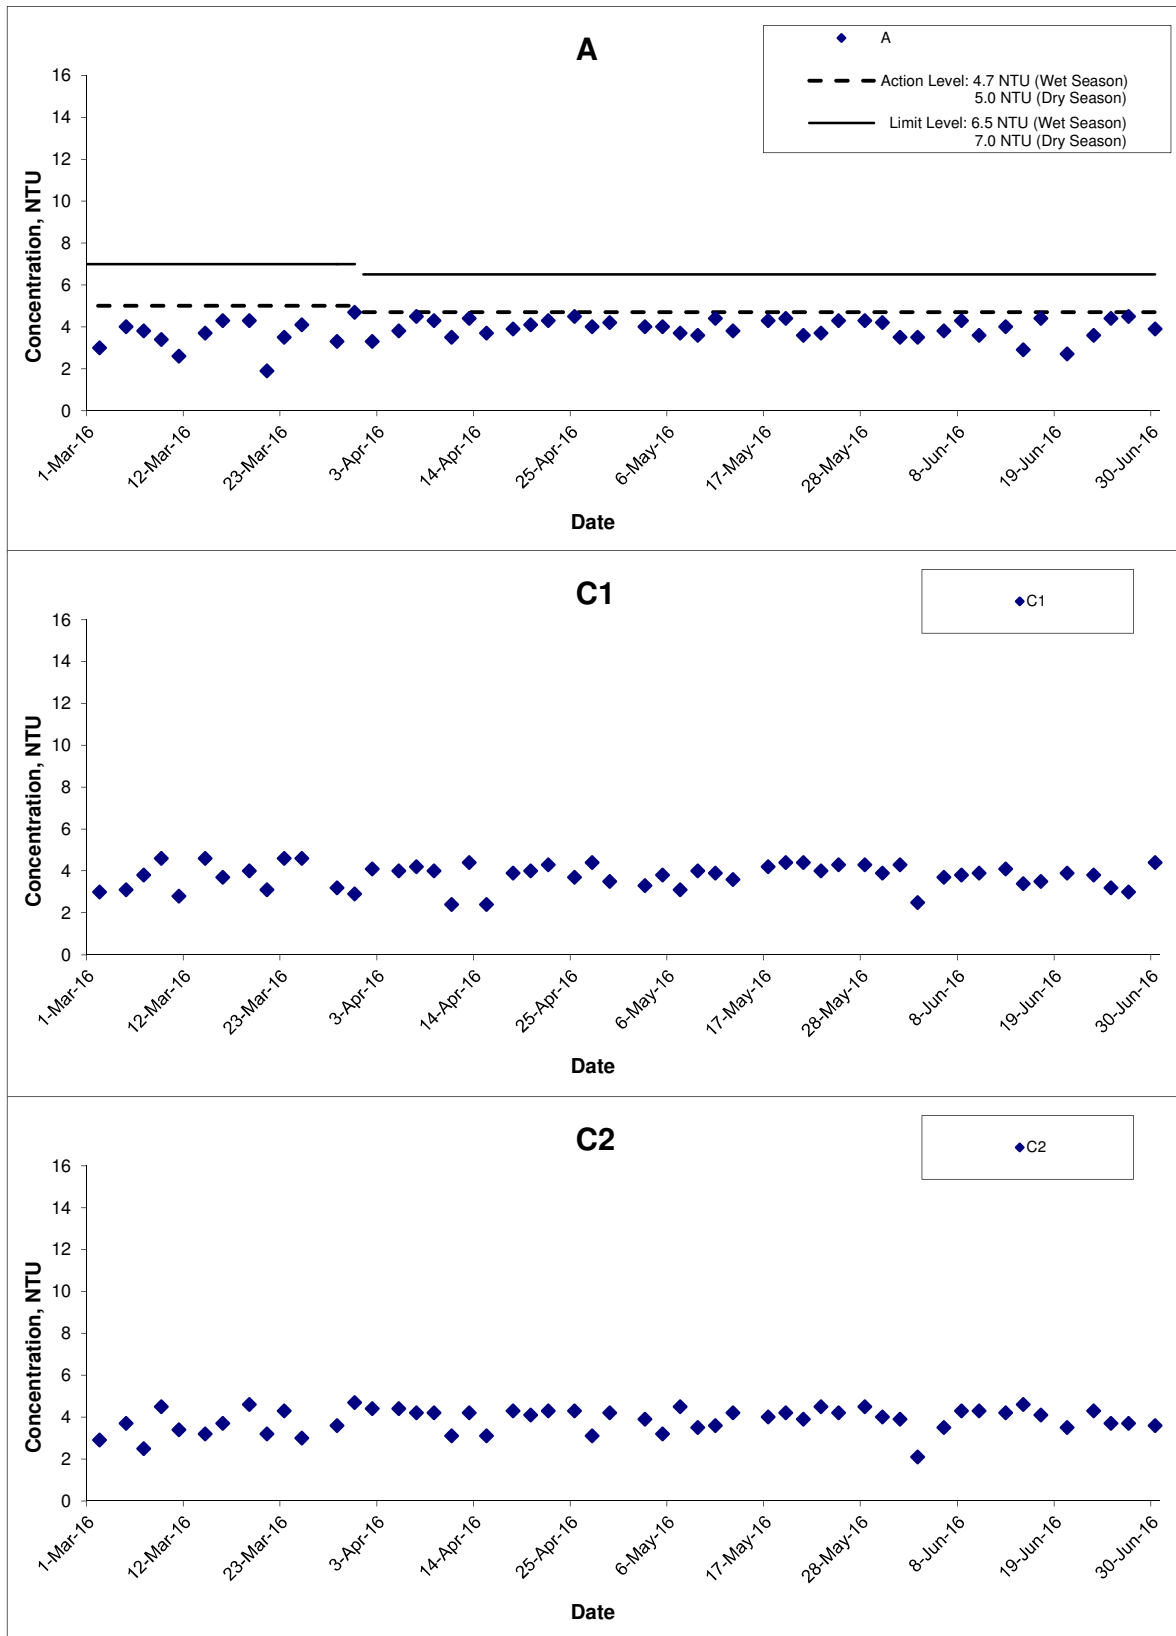 A
A
Action Level: 4.7 NTU (Wet Season)
5.0 NTU (Dry Season)
Limit Level: 6.5 NTU (Wet Season)
7.0 NTU (Dry Season)
Concentration, NTU
16
14
12
10
8
6
4
2
0
1-Mar-16
12-Mar-16
23-Mar-16
3-Apr-16
14-Apr-16
25-Apr-16
6-May-16
17-May-16
28-May-16
8-Jun-16
19-Jun-16
30-Jun-16
Date
C1
C1
Concentration, NTU
16
14
12
10
8
6
4
2
0
1-Mar-16
12-Mar-16
23-Mar-16
3-Apr-16
14-Apr-16
25-Apr-16
6-May-16
17-May-16
28-May-16
8-Jun-16
19-Jun-16
30-Jun-16
Date
C2
C2
Concentration, NTU
16
14
12
10
8
6
4
2
0
1-Mar-16
12-Mar-16
23-Mar-16
3-Apr-16
14-Apr-16
25-Apr-16
6-May-16
17-May-16
28-May-16
8-Jun-16
19-Jun-16
30-Jun-16
Date